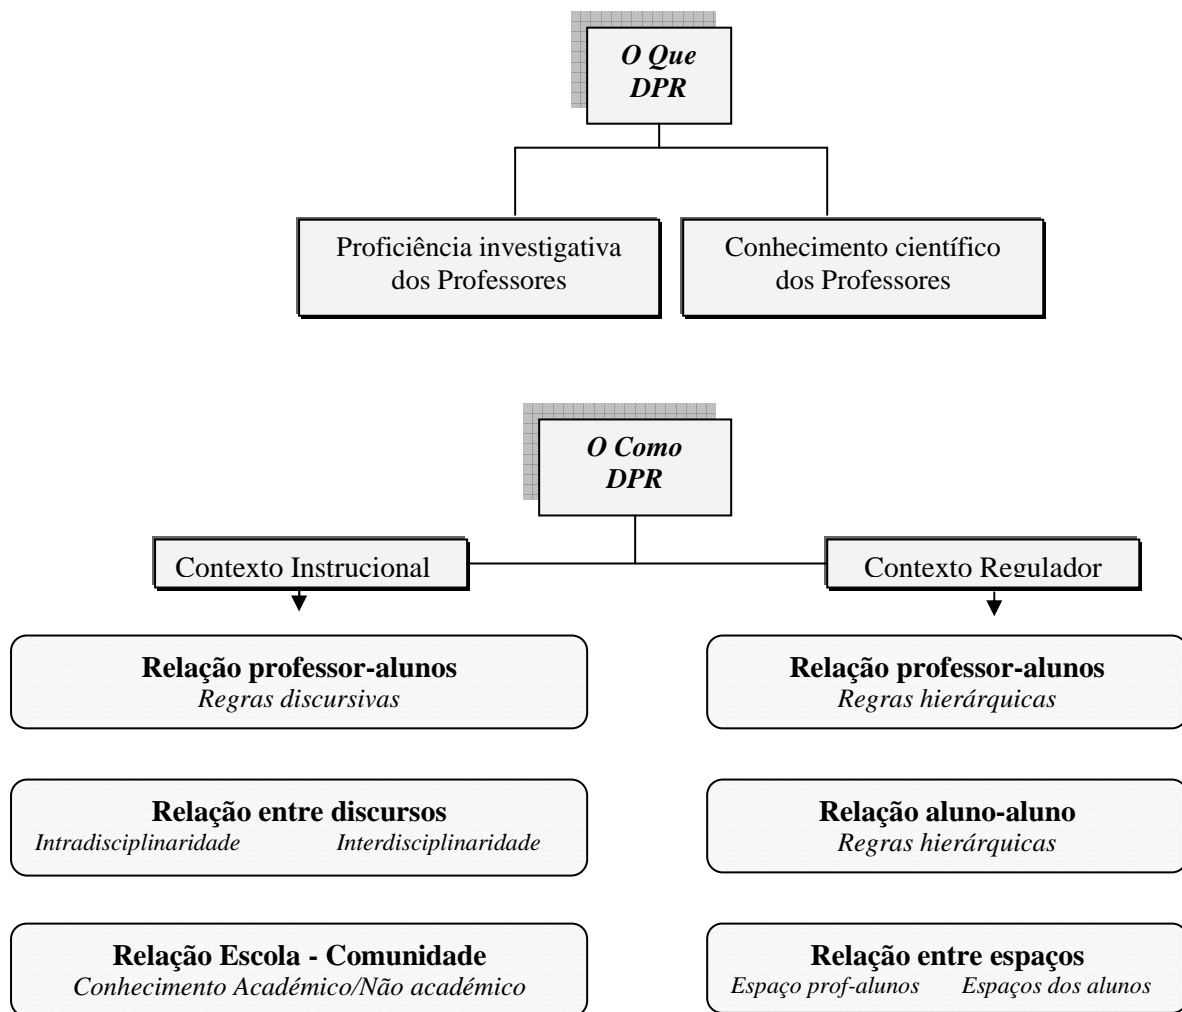 O Que
DPR
Proficiência investigativa
dos Professores
Conhecimento científico
dos Professores
O Como
DPR
Contexto Instrucional
Contexto Regulador
Relação professor-alunos
Regras discursivas
Relação professor-alunos
Regras hierárquicas
Relação entre discursos
Intradisciplinaridade Interdisciplinaridade
Relação aluno-aluno
Regras hierárquicas
Relação Escola - Comunidade
Conhecimento Académico/Não académico
Relação entre espaços
Espaço prof-alunos Espaços dos alunos